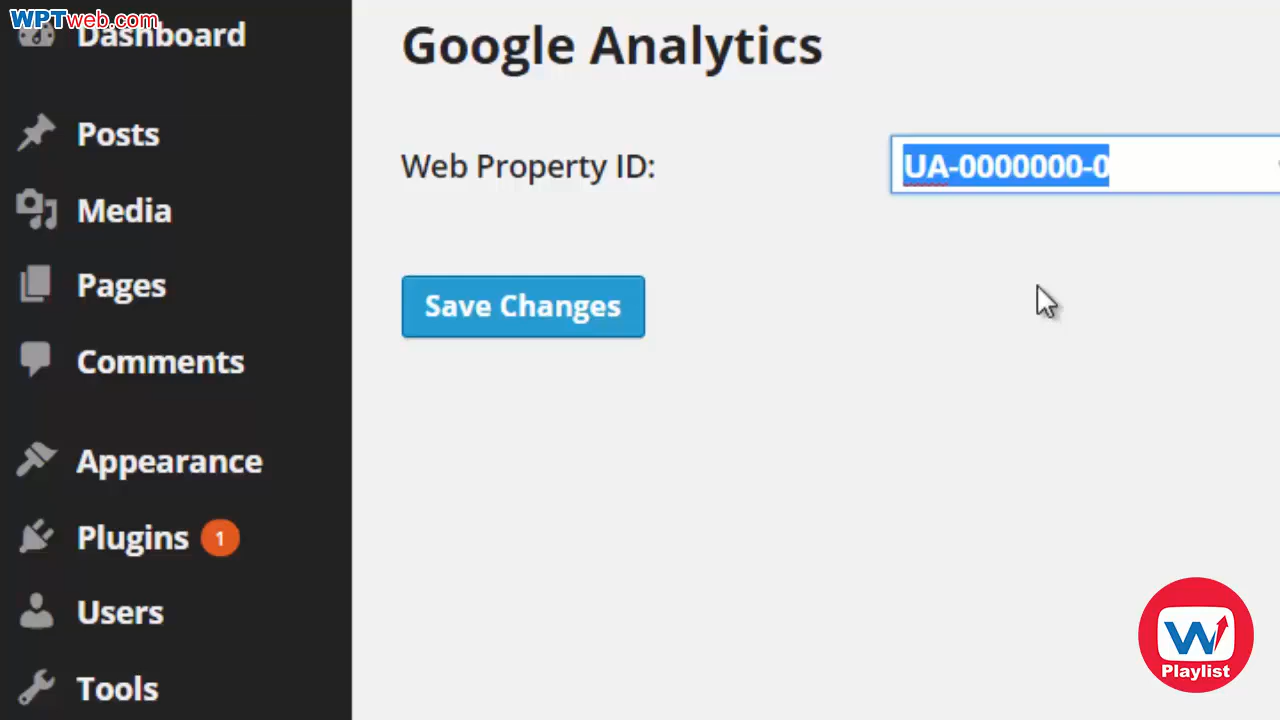 WPTweb.com
Dashboard
Posts
Media
Pages
Comments
Appearance
Plugins 1
Users
Tools
Google Analytics
Web Property ID: UA-0000000-0
Save Changes
W
Playlist